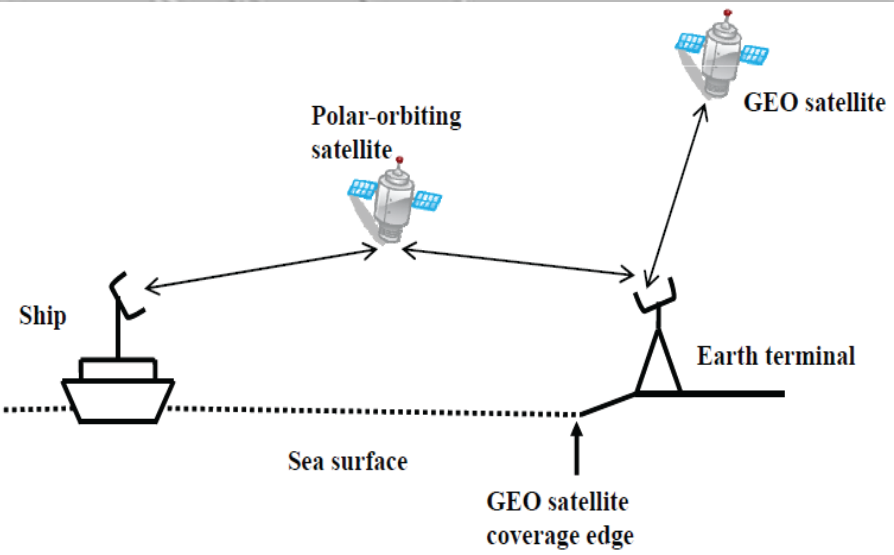 Polar-orbiting
satellite
GEO satellite
Ship
Earth terminal
Sea surface
GEO satellite
coverage edge